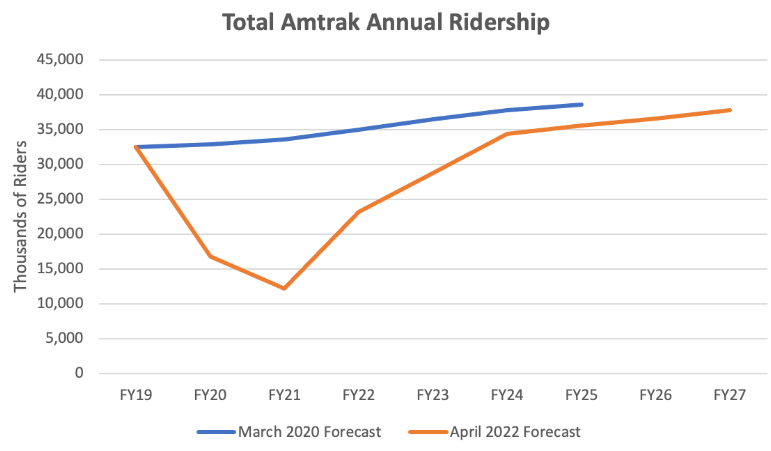 Total Amtrak Annual Ridership
Thousands of Riders
45,000
40,000
35,000
30,000
25,000
20,000
15,000
10,000
5,000
0
FY19 FY20 FY21 FY22 FY23 FY24 FY25 FY26 FY27
March 2020 Forecast April 2022 Forecast